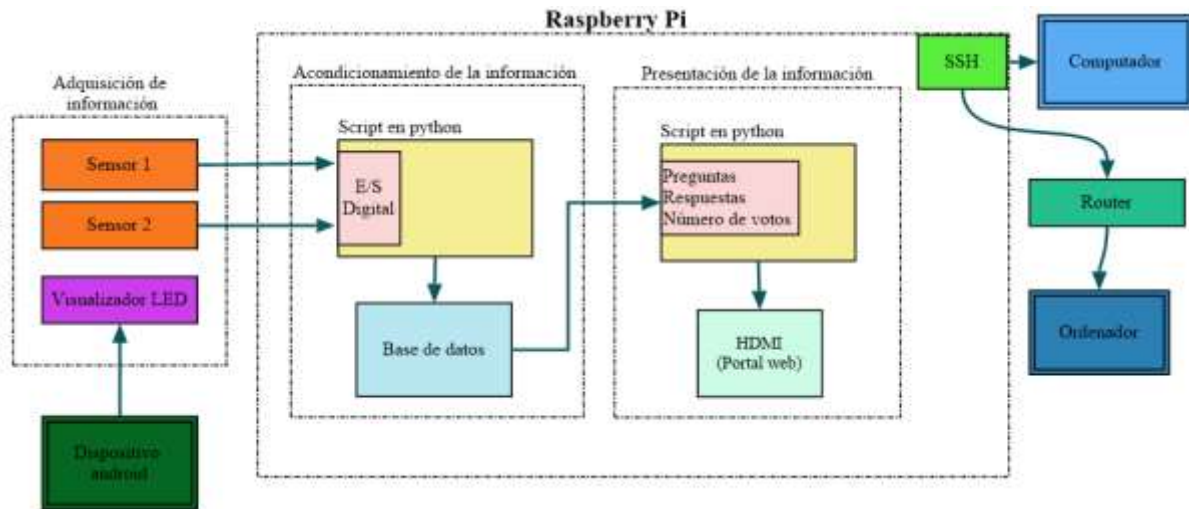 Raspberry Pi
Adquisición de
información
Sensor 1
Sensor 2
Visualizador LED
Dispositivo
android
Acondicionamiento de la información
Script en python
E/S
Digital
Base de datos
Presentación de la información
Script en python
Preguntas
Respuestas
Número de votos
HDMI
(Portal web)
SSH
Computador
Router
Ordenador